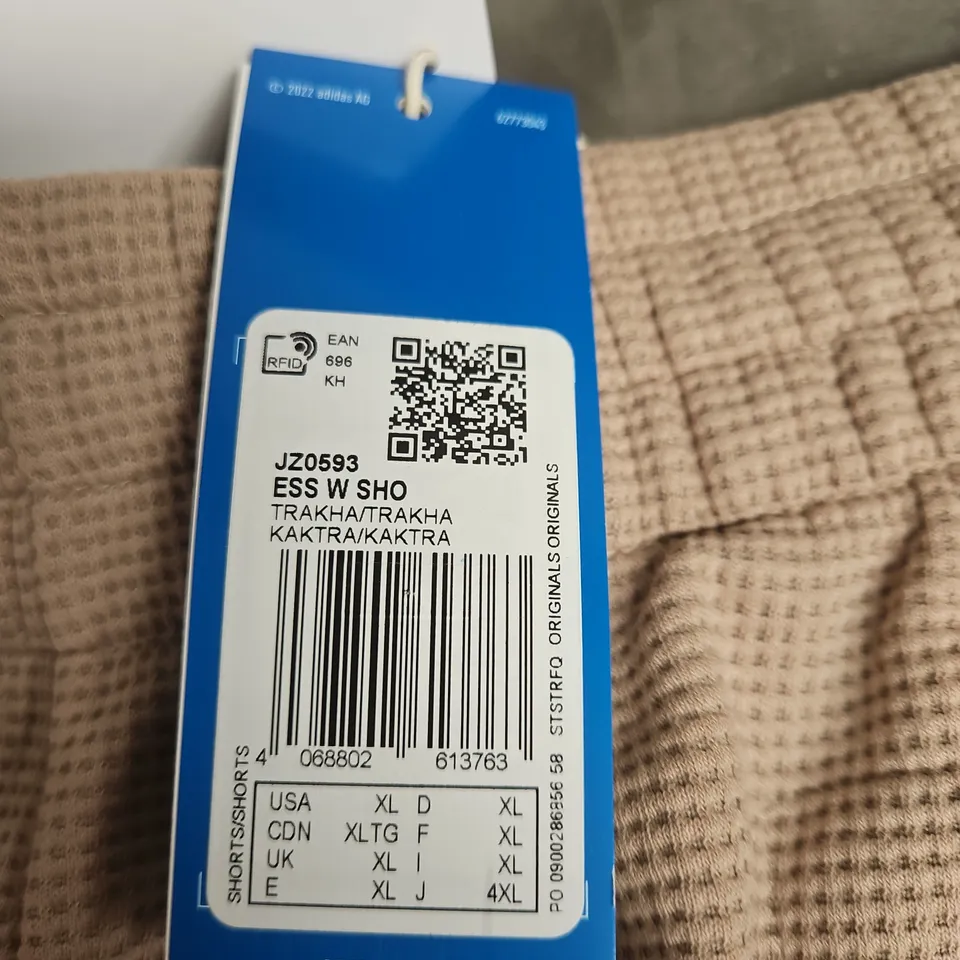 © 2022 adidas AG
62773045
RFID
EAN
696
KH
JZ0593
ESS W SHO
TRAKHA/TRAKHA
KAKTRA/KAKTRA
4 068802 613763
SHORTS/SHORTS
PO 0900286856 58 STSTRFQ ORIGINALS ORIGINALS
USA XL D XL
CDN XLTG F XL
UK XL I XL
E XL J 4XL